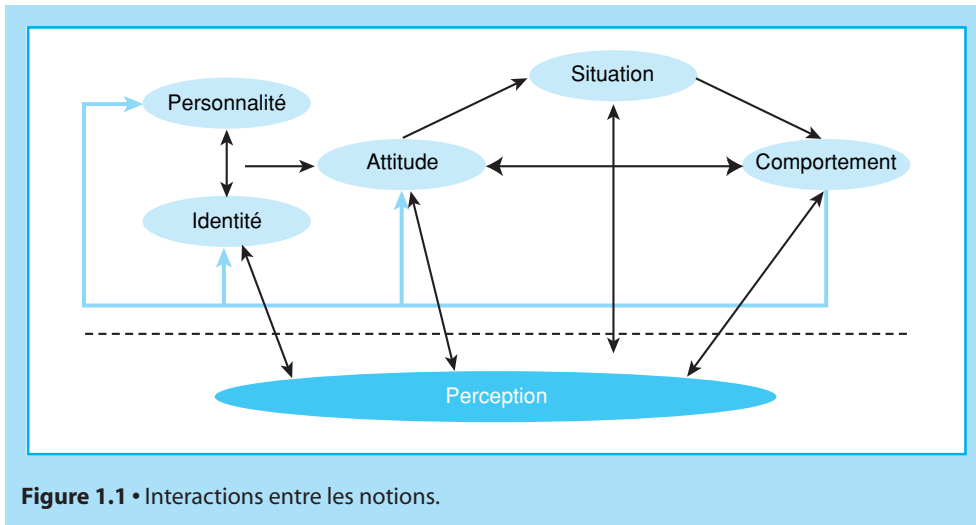 Situation
Personnalité
Attitude
Comportement
Identité
Perception
Figure 1.1 • Interactions entre les notions.